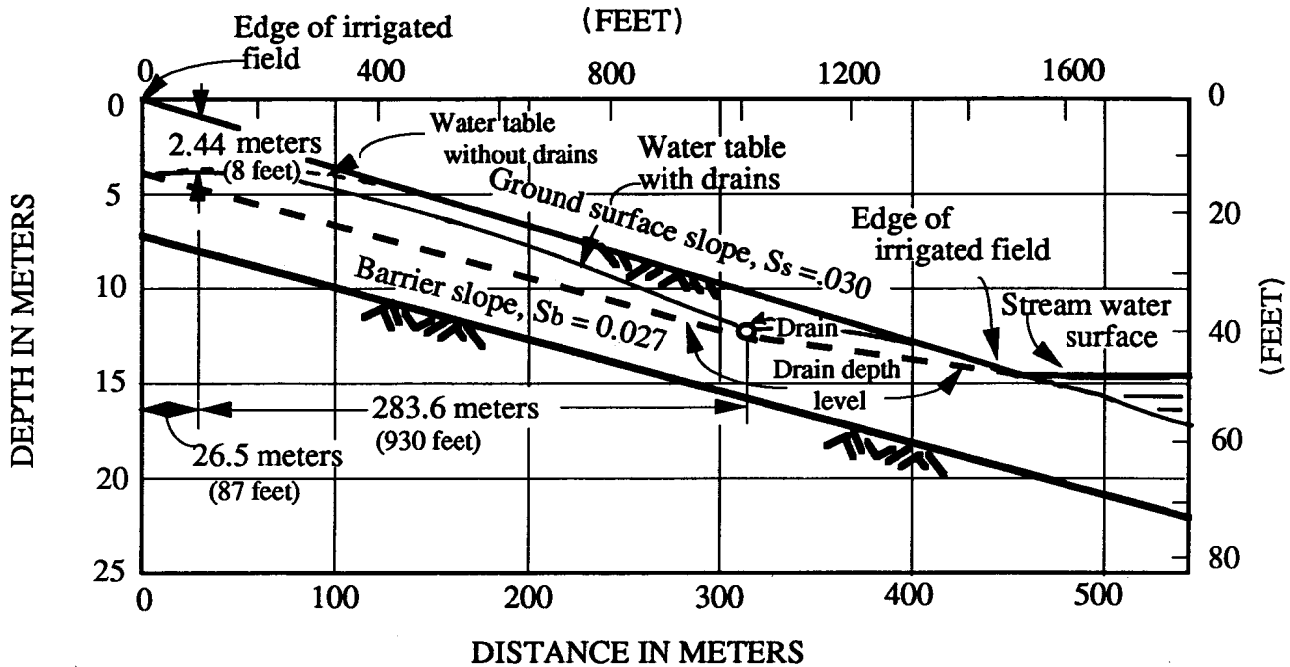 (FEET)
Edge of irrigated
field
0
400
800
1200
1600
0
0
2.44 meters
(8 feet)
Water table
without drains
Water table
with drains
Ground surface slope, Ss =.030
5
20
Edge of
irrigated field
Barrier slope, Sb = 0.027
10
Stream water
surface
Drain
40
Drain depth
level
15
283.6 meters
(930 feet)
26.5 meters
(87 feet)
60
20
25
80
DEPTH IN METERS
(FEET)
0
100
200
300
400
500
DISTANCE IN METERS